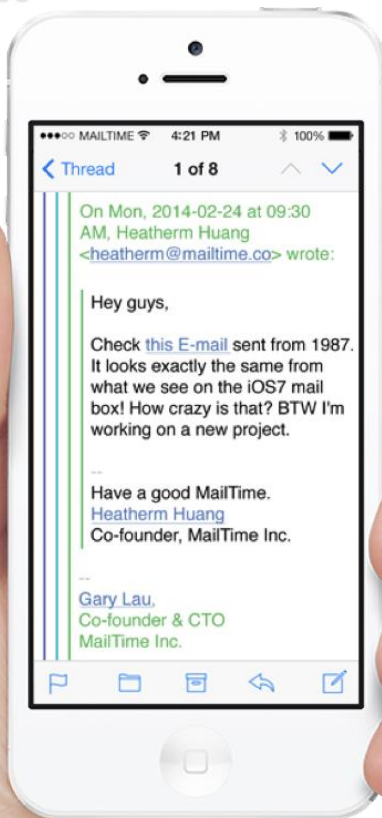 MAILTIME 4:21 PM 100%
Thread 1 of 8
On Mon, 2014-02-24 at 09:30
AM, Heatherm Huang
<heatherm@mailtime.co> wrote:
Hey guys,
Check this E-mail sent from 1987.
It looks exactly the same from
what we see on the iOS7 mail
box! How crazy is that? BTW I'm
working on a new project.
--
Have a good MailTime.
Heatherm Huang
Co-founder, MailTime Inc.
--
Gary Lau,
Co-founder & CTO
MailTime Inc.